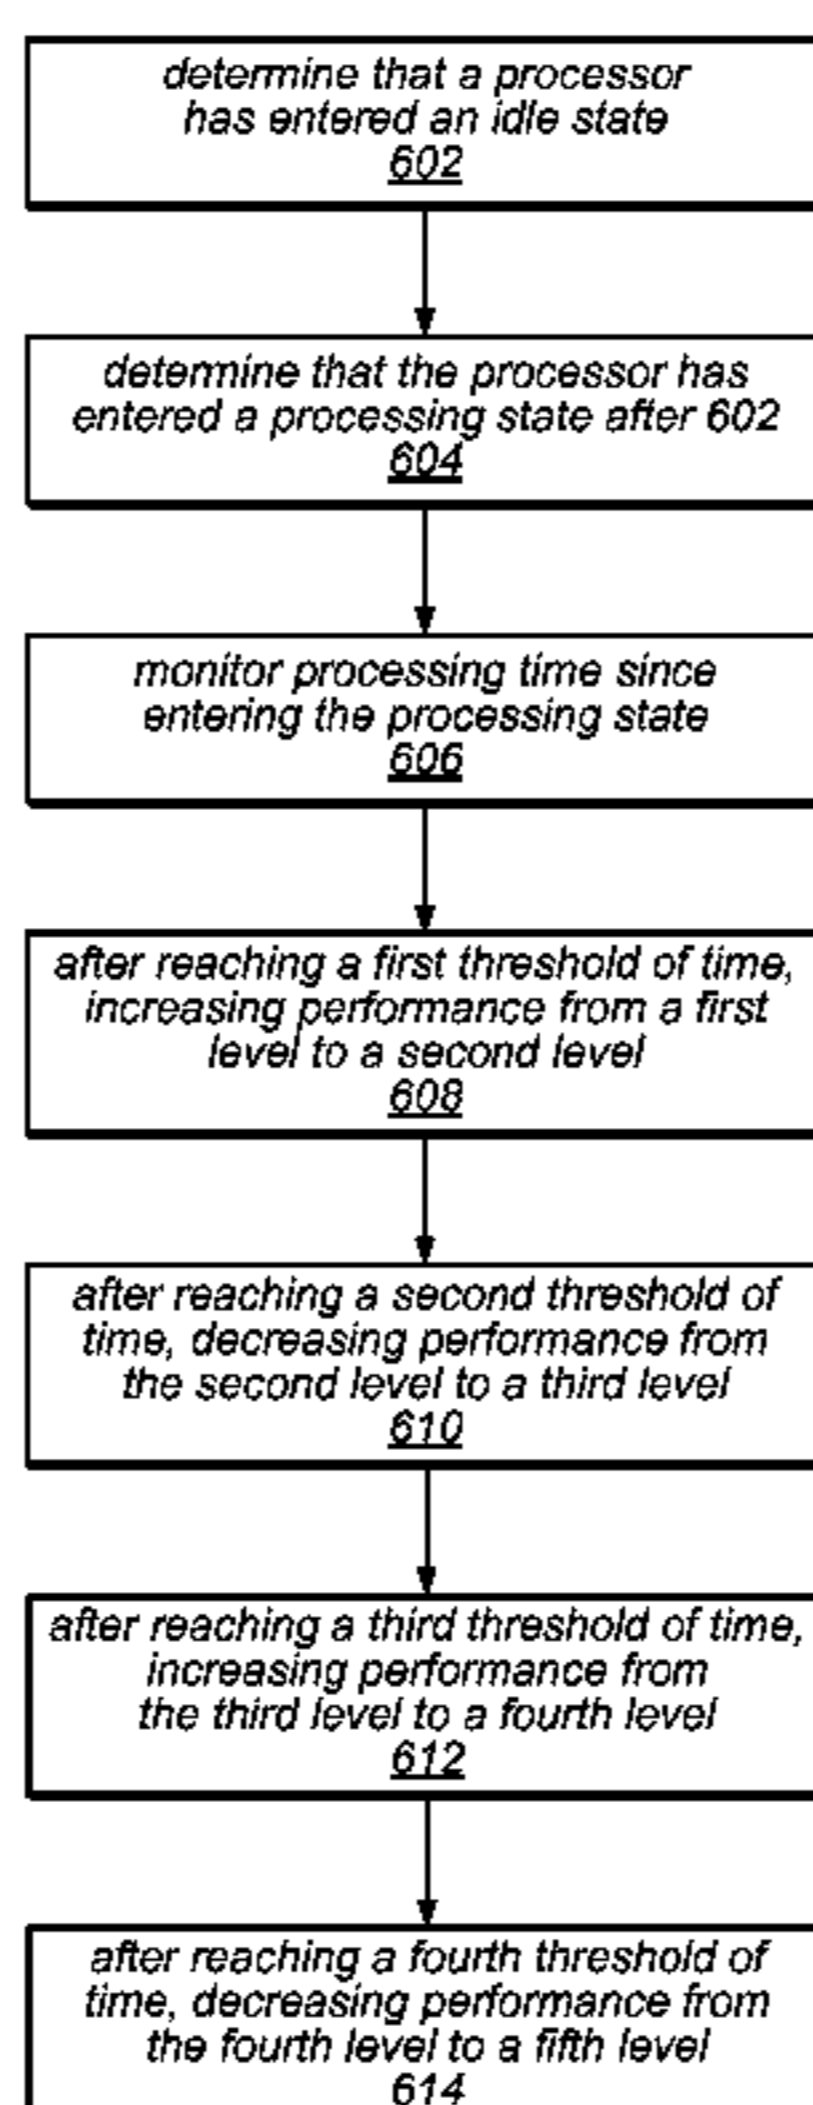 determine that a processor
has entered an idle state
602
determine that the processor has
entered a processing state after 602
604
monitor processing time since
entering the processing state
606
after reaching a first threshold of time,
increasing performance from a first
level to a second level
608
after reaching a second threshold of
time, decreasing performance from
the second level to a third level
610
after reaching a third threshold of time,
increasing performance from
the third level to a fourth level
612
after reaching a fourth threshold of
time, decreasing performance from
the fourth level to a fifth level
614